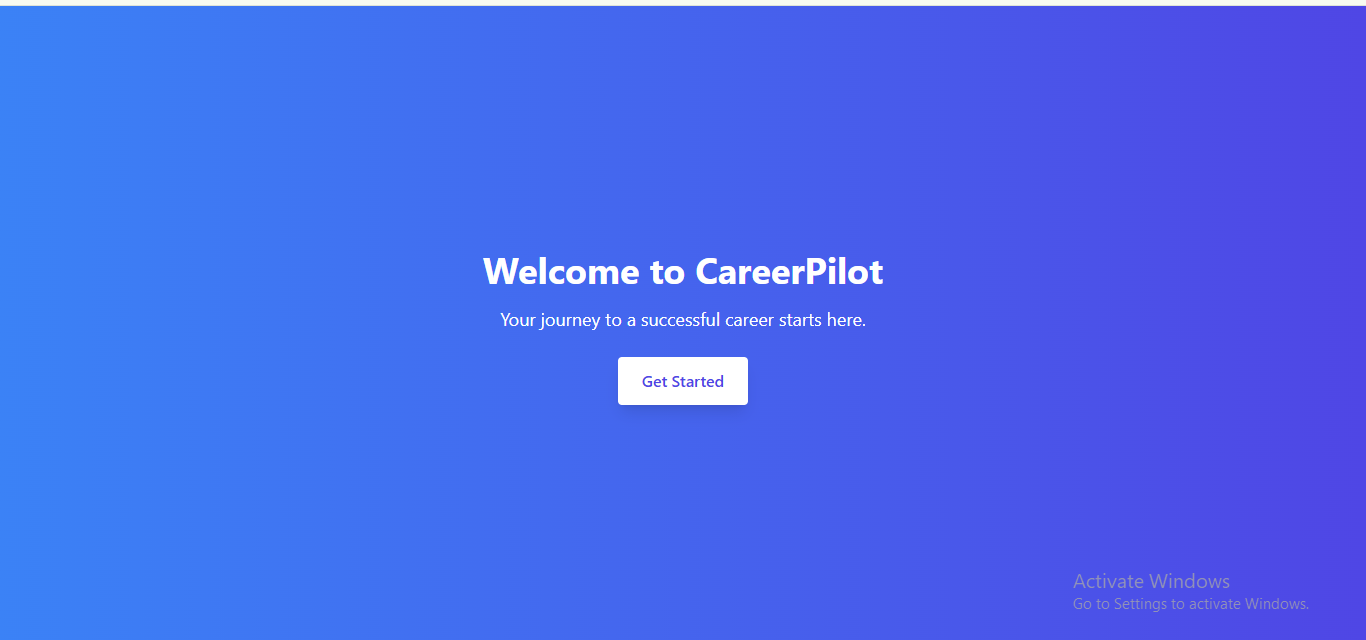 Welcome to CareerPilot
Your journey to a successful career starts here.
Get Started
Activate Windows
Go to Settings to activate Windows.